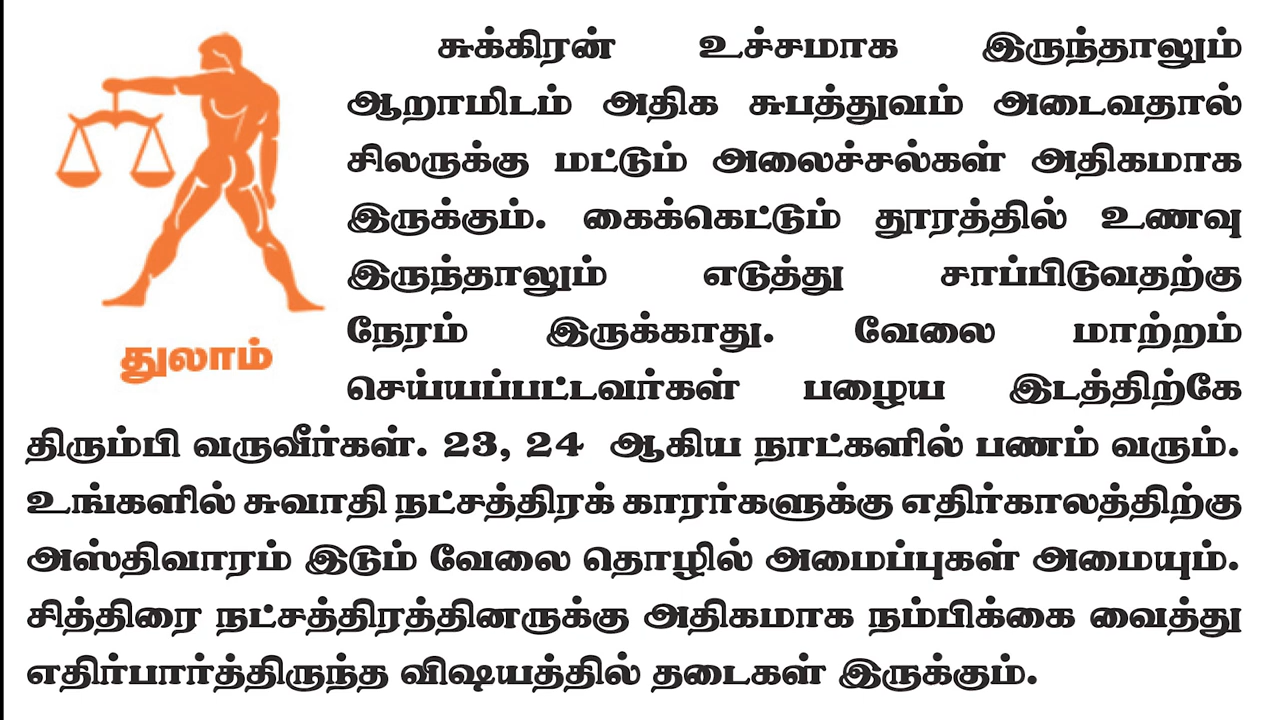 சுக்கிரன் உச்சமாக இருந்தாலும்
ஆறாமிடம் அதிக சுபத்துவம் அடைவதால்
சிலருக்கு மட்டும் அலைச்சல்கள் அதிகமாக
இருக்கும். கைக்கெட்டும் தூரத்தில் உணவு
இருந்தாலும் எடுத்து சாப்பிடுவதற்கு
நேரம் இருக்காது. வேலை மாற்றம்
செய்யப்பட்டவர்கள் பழைய இடத்திற்கே
துலாம்
திரும்பி வருவீர்கள். 23, 24 ஆகிய நாட்களில் பணம் வரும்.
உங்களில் சுவாதி நட்சத்திரக் காரர்களுக்கு எதிர்காலத்திற்கு
அஸ்திவாரம் இடும் வேலை தொழில் அமைப்புகள் அமையும்.
சித்திரை நட்சத்திரத்தினருக்கு அதிகமாக நம்பிக்கை வைத்து
எதிர்பார்த்திருந்த விஷயத்தில் தடைகள் இருக்கும்.